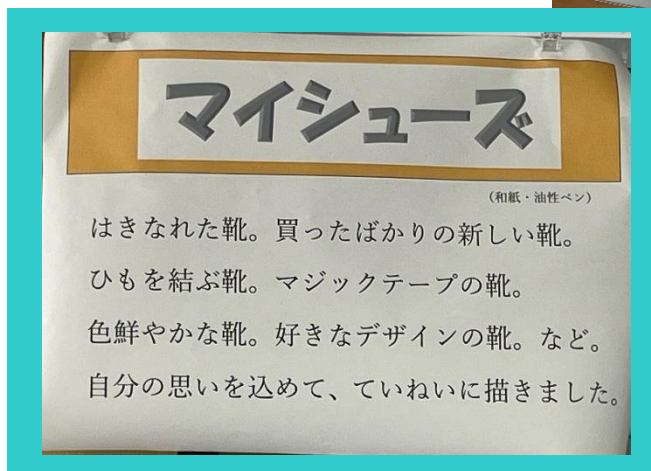 マイシューズ
（和紙・油性ペン）
はきなれた靴。買ったばかりの新しい靴。
ひもを結ぶ靴。マジックテープの靴。
色鮮やかな靴。好きなデザインの靴。など。
自分の思いを込めて、ていねいに描きました。